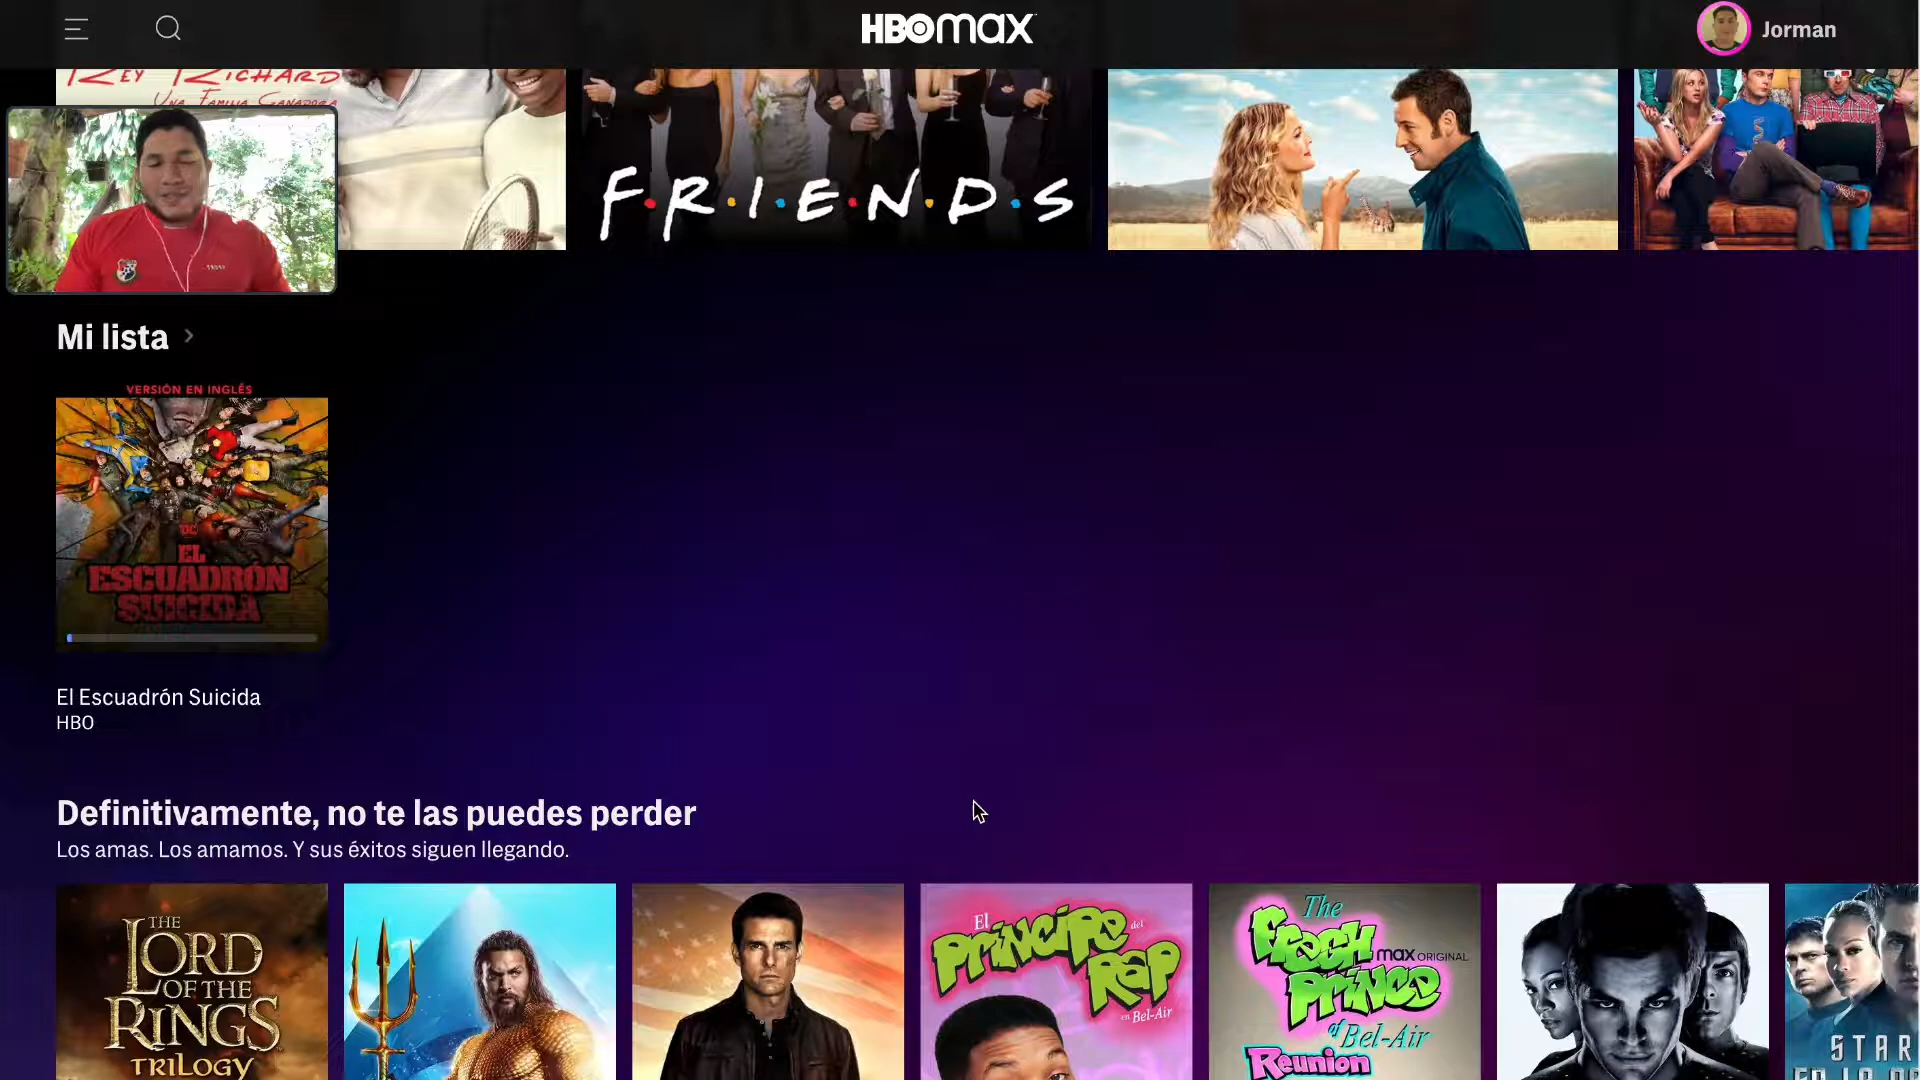 HBOmax
Jorman
REY RICHARD
UNA FAMILIA GANADORA
F·R·I·E·N·D·S
Mi lista
VERSIÓN EN INGLÉS
DC
EL
ESCUADRÓN
SUICIDA
El Escuadrón Suicida
HBO
Definitivamente, no te las puedes perder
Los amas. Los amamos. Y sus éxitos siguen llegando.
THE
LORD
OF THE
RINGS
TRILOGY
El
PRINCIPE del
RAP
en Bel-Air
The
FRESH max ORIGINAL
PRINCE
of Bel-Air
Reunion
STAR